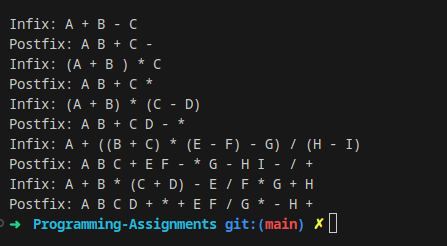 Infix: A + B - C
Postfix: A B + C -
Infix: (A + B ) * C
Postfix: A B + C *
Infix: (A + B) * (C - D)
Postfix: A B + C D - *
Infix: A + ((B + C) * (E - F) - G) / (H - I)
Postfix: A B C + E F - * G - H I - / +
Infix: A + B * (C + D) - E / F * G + H
Postfix: A B C D + * + E F / G * - H +
➜ Programming-Assignments git:(main) ✗